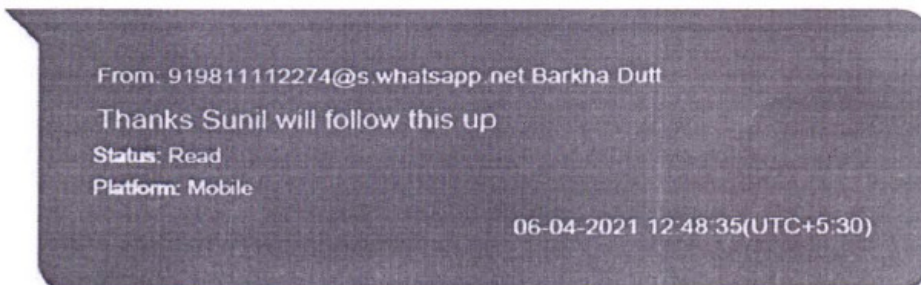 From: 919811112274@s.whatsapp.net Barkha Dutt
Thanks Sunil will follow this up
Status: Read
Platform: Mobile
06-04-2021 12:48:35(UTC+5:30)